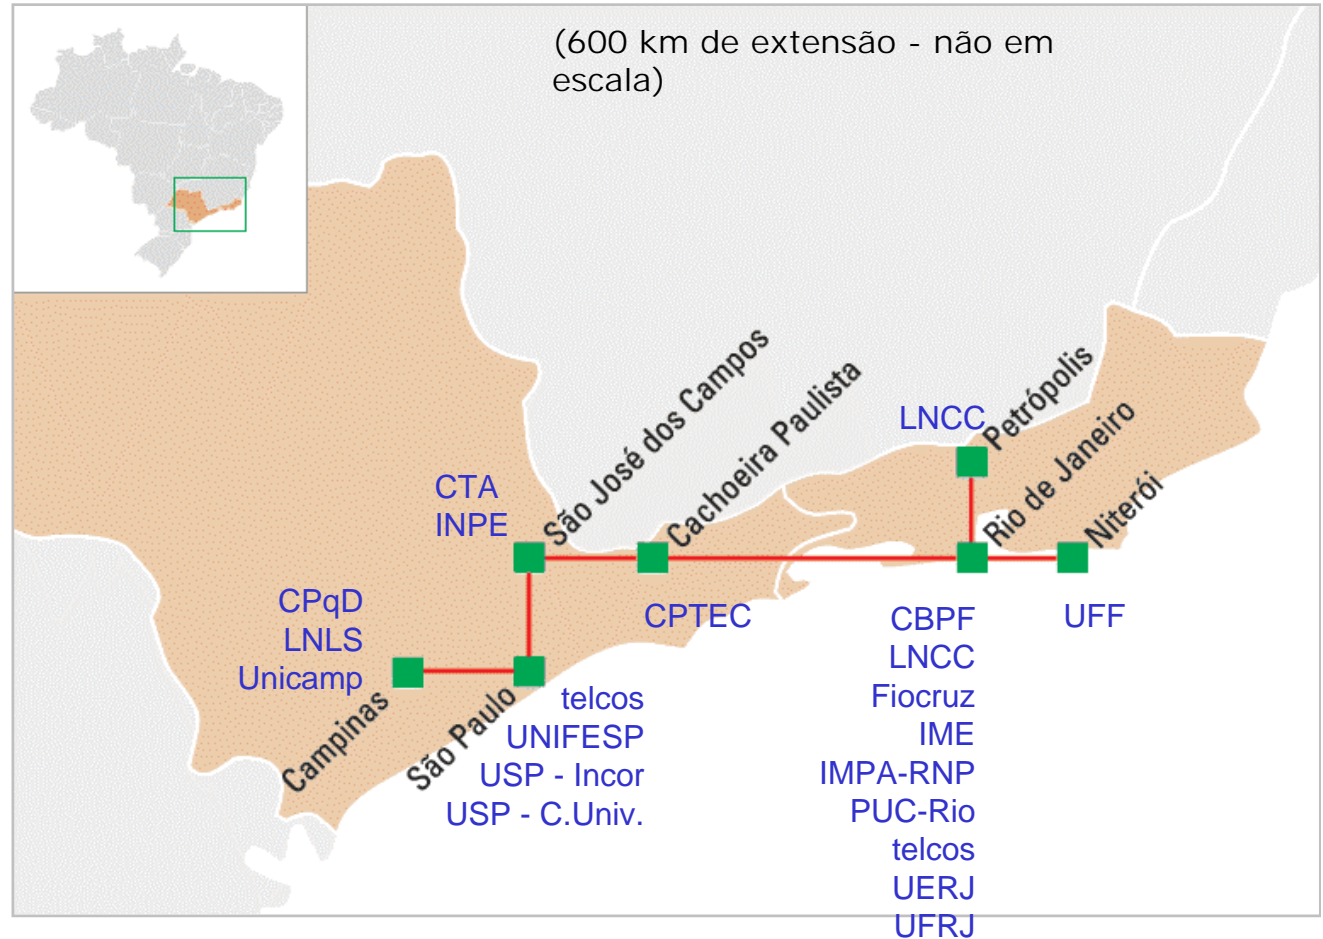 (600 km de extensão - não em
escala)
São José dos Campos
Cachoeira Paulista
LNCC
Petrópolis
Rio de Janeiro
Niterói
CTA
INPE
CPqD
LNLS
Unicamp
Campinas
São Paulo
telcos
UNIFESP
USP - Incor
USP - C.Univ.
CPTEC
CBPF
LNCC
Fiocruz
IME
IMPA-RNP
PUC-Rio
telcos
UERJ
UFRJ
UFF